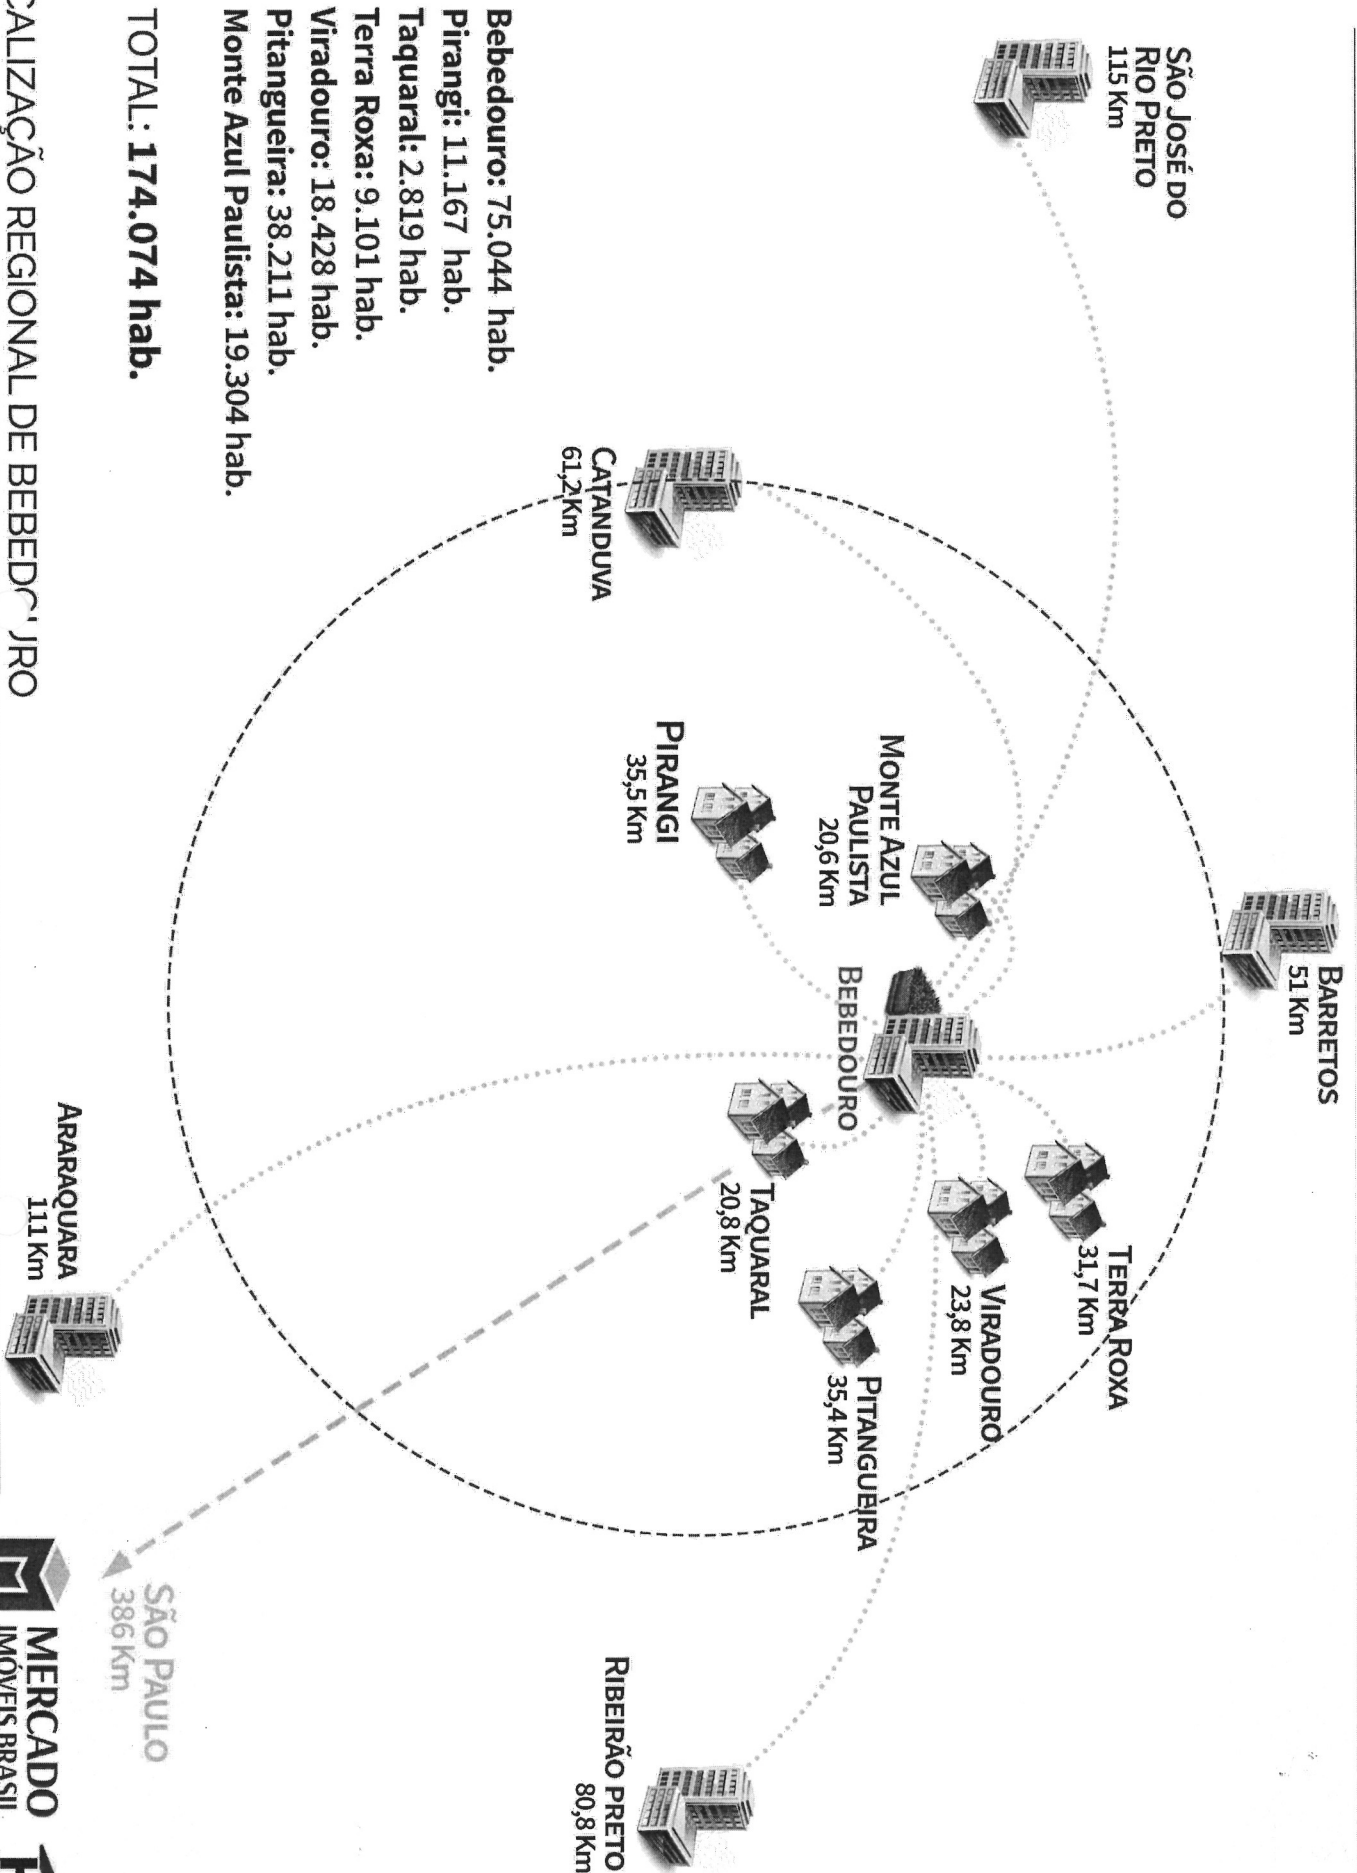 SÃO JOSÉ DO
RIO PRETO
115 Km
BARRETOS
51 Km
TERRA ROXA
31,7 Km
VIRADOURO
23,8 Km
MONTE AZUL
PAULISTA
20,6 Km
BEBEDOURO
PITANGUEIRA
35,4 Km
TAQUARAL
20,8 Km
PIRANGI
35,5 Km
CATANDUVA
61,2 Km
RIBEIRÃO PRETO
80,8 Km
Bebedouro: 75.044 hab.
Pirangi: 11.167 hab.
Taquaral: 2.819 hab.
Terra Roxa: 9.101 hab.
Viradouro: 18.428 hab.
Pitangueira: 38.211 hab.
Monte Azul Paulista: 19.304 hab.
TOTAL: 174.074 hab.
SÃO PAULO
386 Km
ARARAQUARA
111 Km
CALIZAÇÃO REGIONAL DE BEBEDOURO
MERCADO
IMÓVEIS BRASIL